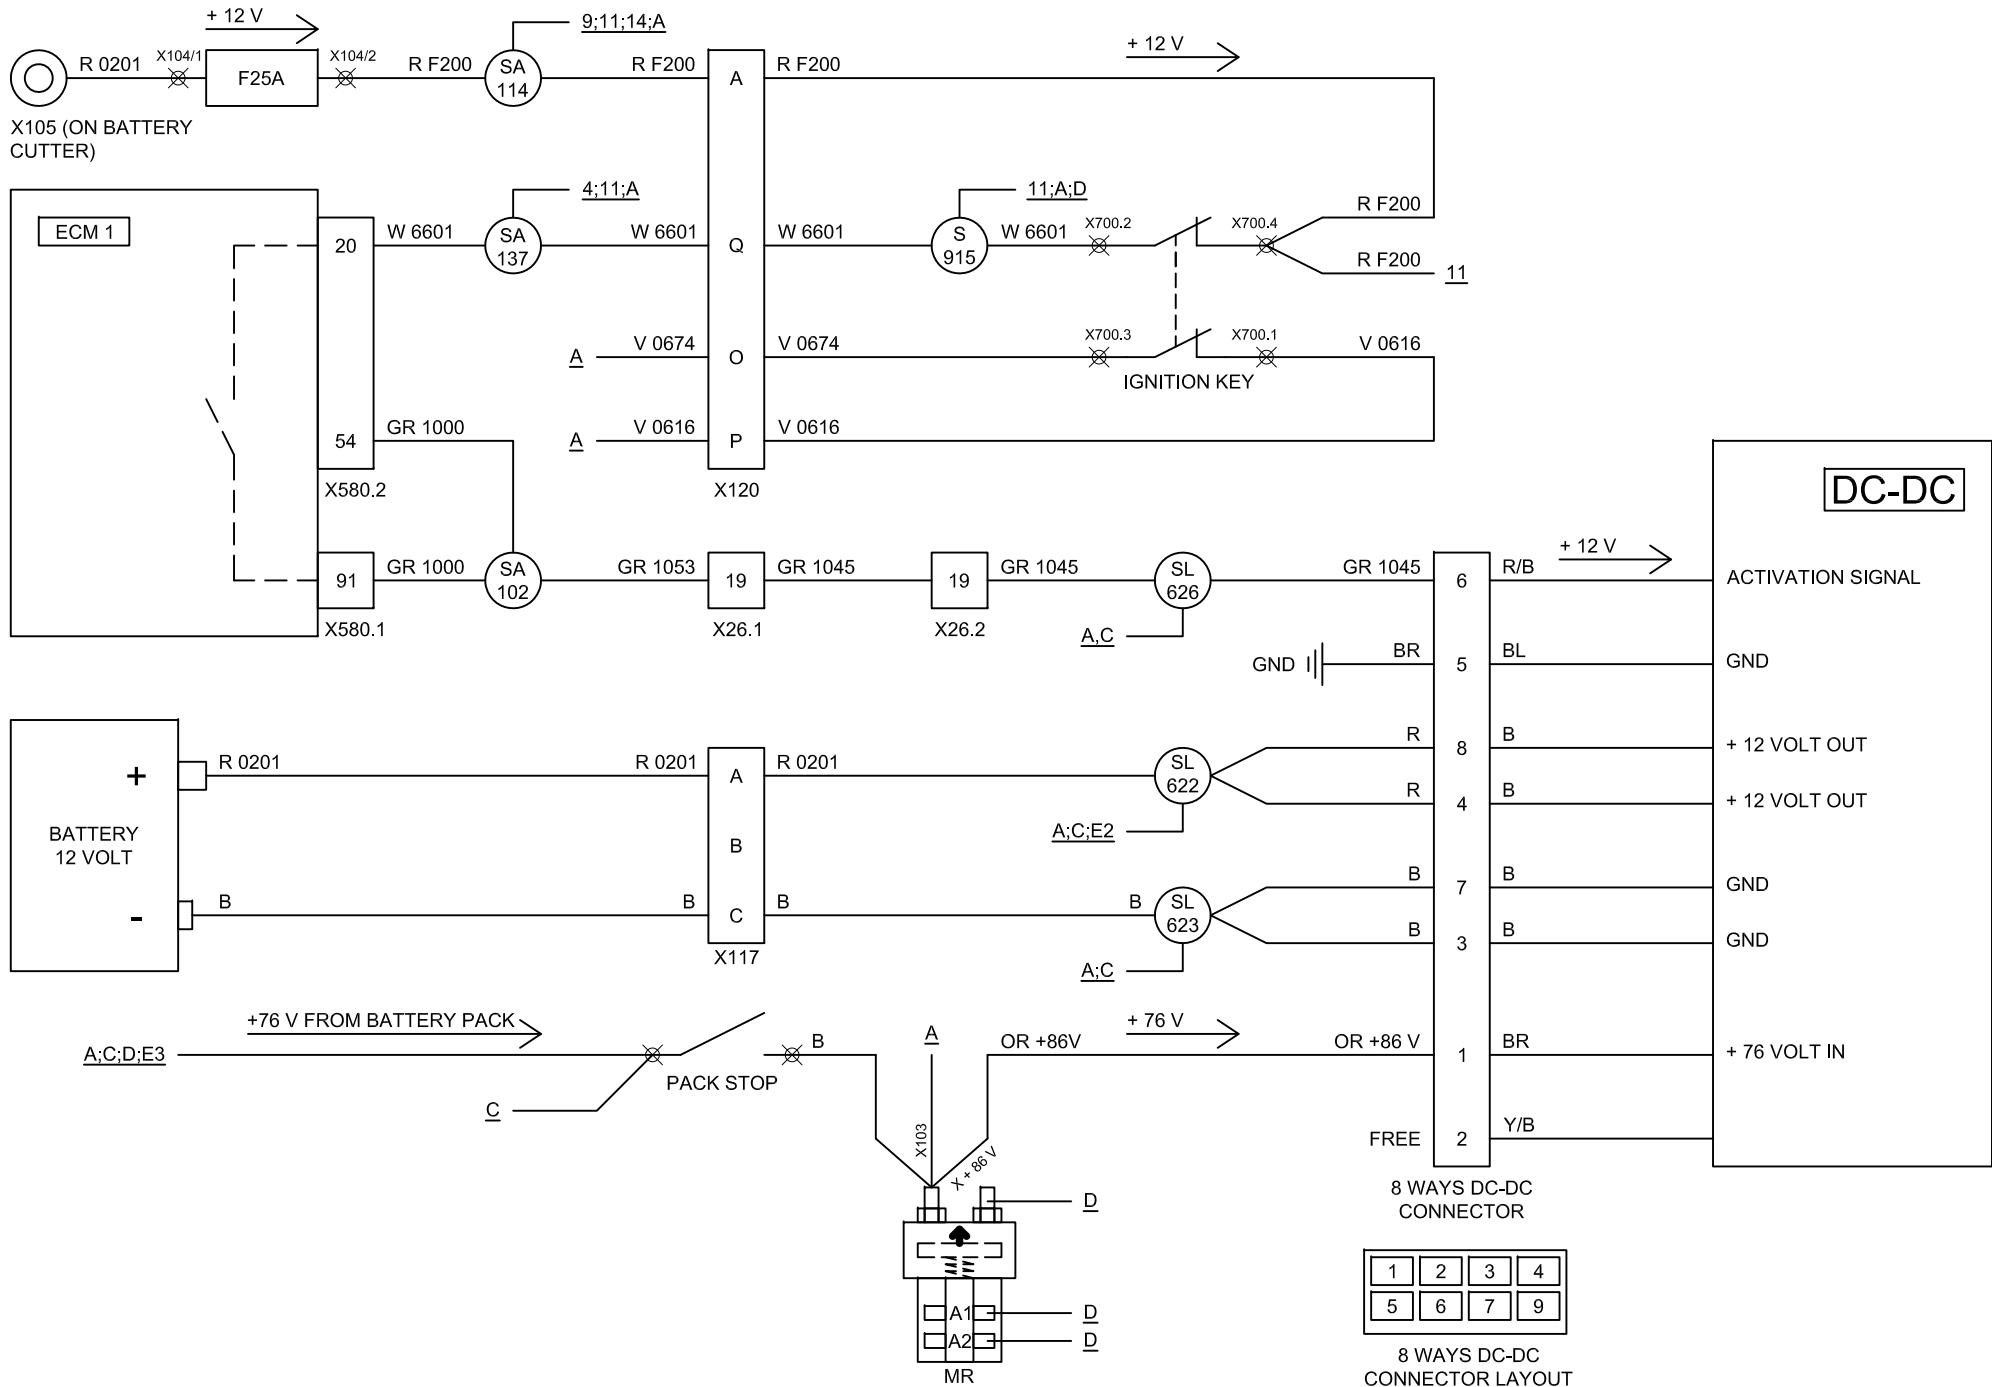 + 12 V
9;11;14;A
R 0201
X104/1
F25A
X104/2
R F200
SA
114
R F200
A
R F200
+ 12 V
X105 (ON BATTERY
CUTTER)
ECM 1
20
W 6601
SA
137
4;11;A
W 6601
Q
W 6601
S
915
11;A;D
W 6601
X700.2
X700.4
R F200
R F200
11
A
V 0674
O
V 0674
X700.3
X700.1
V 0616
IGNITION KEY
54
GR 1000
A
V 0616
P
V 0616
X580.2
X120
DC-DC
91
GR 1000
SA
102
GR 1053
19
GR 1045
19
GR 1045
SL
626
GR 1045
6
R/B
+ 12 V
ACTIVATION SIGNAL
X580.1
X26.1
X26.2
A,C
GND
BR
5
BL
GND
BATTERY
12 VOLT
+
-
R 0201
R 0201
A
R 0201
SL
622
R
8
B
+ 12 VOLT OUT
R
4
B
+ 12 VOLT OUT
A;C;E2
B
B
B
C
B
B
SL
623
B
7
B
GND
B
3
B
GND
X117
A;C
+76 V FROM BATTERY PACK
A;C;D;E3
PACK STOP
C
B
A
OR +86V
+ 76 V
OR +86 V
1
BR
+ 76 VOLT IN
X103
X + 86 V
FREE
2
Y/B
8 WAYS DC-DC
CONNECTOR
D
A1
D
A2
D
MR
1 2 3 4
5 6 7 9
8 WAYS DC-DC
CONNECTOR LAYOUT